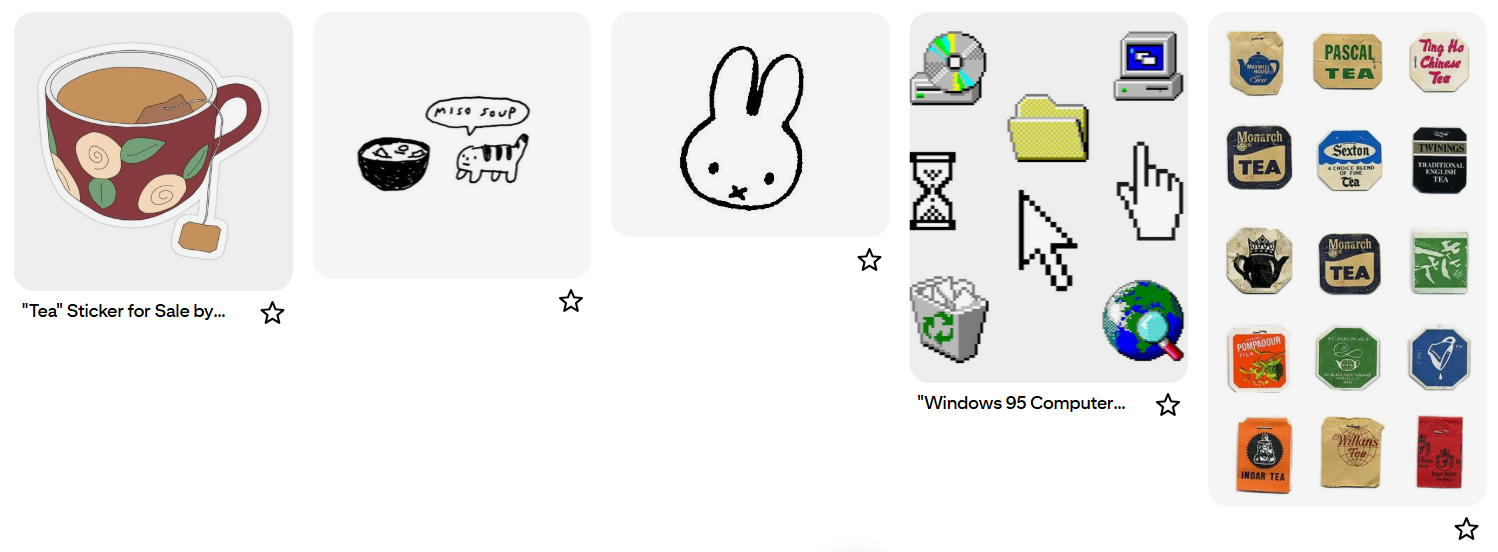 "Tea" Sticker for Sale by...
MISO SOUP
"Windows 95 Computer...
MAXWELL
HOUSE
Tea
PASCAL
TEA
Ting Ho
Chinese
Tea
Monarch
TEA
Sexton
A CHOICE BLEND
OF FINE
Tea
TWININGS
TRADITIONAL
ENGLISH
TEA
Monarch
TEA
POMPADOUR
INDAR TEA
Wilkins
Tea